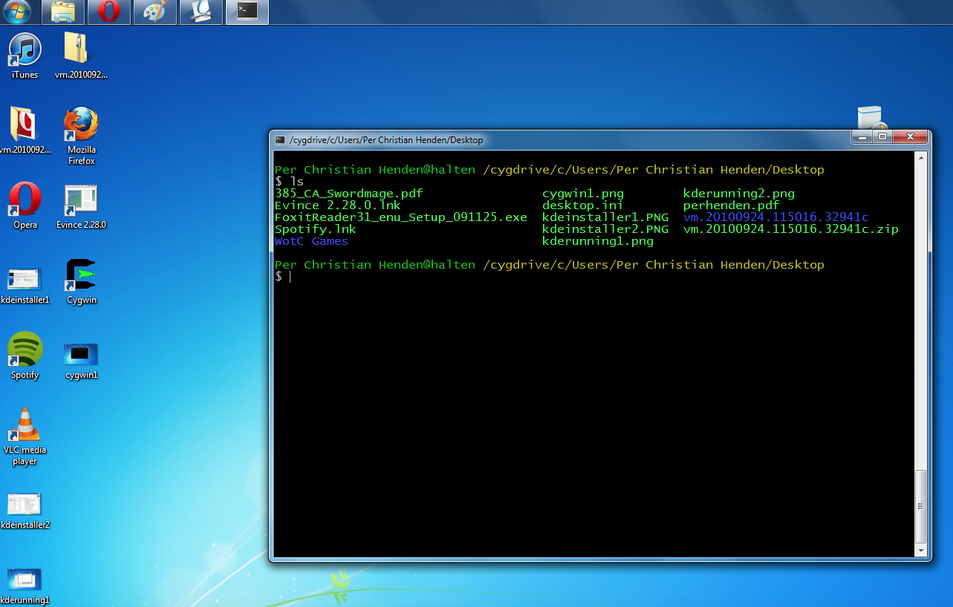 iTunes
vm.2010092...
vm.2010092...
Mozilla
Firefox
Opera
Evince 2.28.0
kdeinstaller1
Cygwin
Spotify
cygwin1
VLC media
player
kdeinstaller2
kderunning1
/cygdrive/c/Users/Per Christian Henden/Desktop
Per Christian Henden@halten /cygdrive/c/Users/Per Christian Henden/Desktop
$ ls
385_CA_Swordmage.pdf cygwin1.png kderunning2.png
Evince 2.28.0.lnk desktop.ini perhenden.pdf
FoxitReader31_enu_Setup_091125.exe kdeinstaller1.PNG vm.20100924.115016.32941c
Spotify.lnk kdeinstaller2.PNG vm.20100924.115016.32941c.zip
WotC Games kderunning1.png
Per Christian Henden@halten /cygdrive/c/Users/Per Christian Henden/Desktop
$